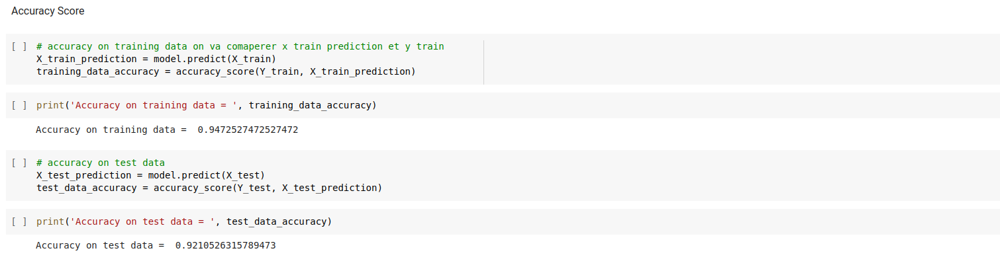 Accuracy Score
[ ] # accuracy on training data on va comaperer x train prediction et y train
X_train_prediction = model.predict(X_train)
training_data_accuracy = accuracy_score(Y_train, X_train_prediction)
[ ] print('Accuracy on training data = ', training_data_accuracy)
Accuracy on training data =  0.9472527472527472
[ ] # accuracy on test data
X_test_prediction = model.predict(X_test)
test_data_accuracy = accuracy_score(Y_test, X_test_prediction)
[ ] print('Accuracy on test data = ', test_data_accuracy)
Accuracy on test data =  0.9210526315789473